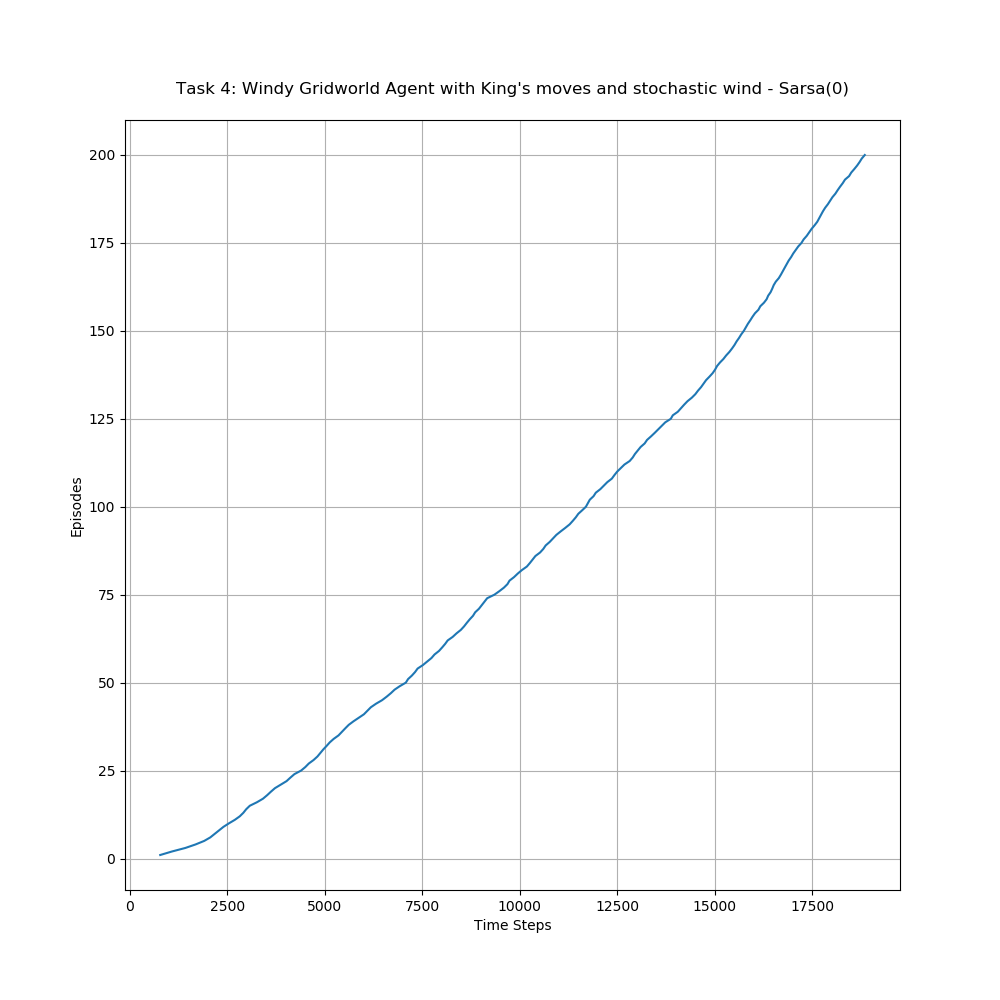 Task 4: Windy Gridworld Agent with King's moves and stochastic wind - Sarsa(0)
200
175
150
125
100
75
50
25
0
Episodes
0 2500 5000 7500 10000 12500 15000 17500
Time Steps